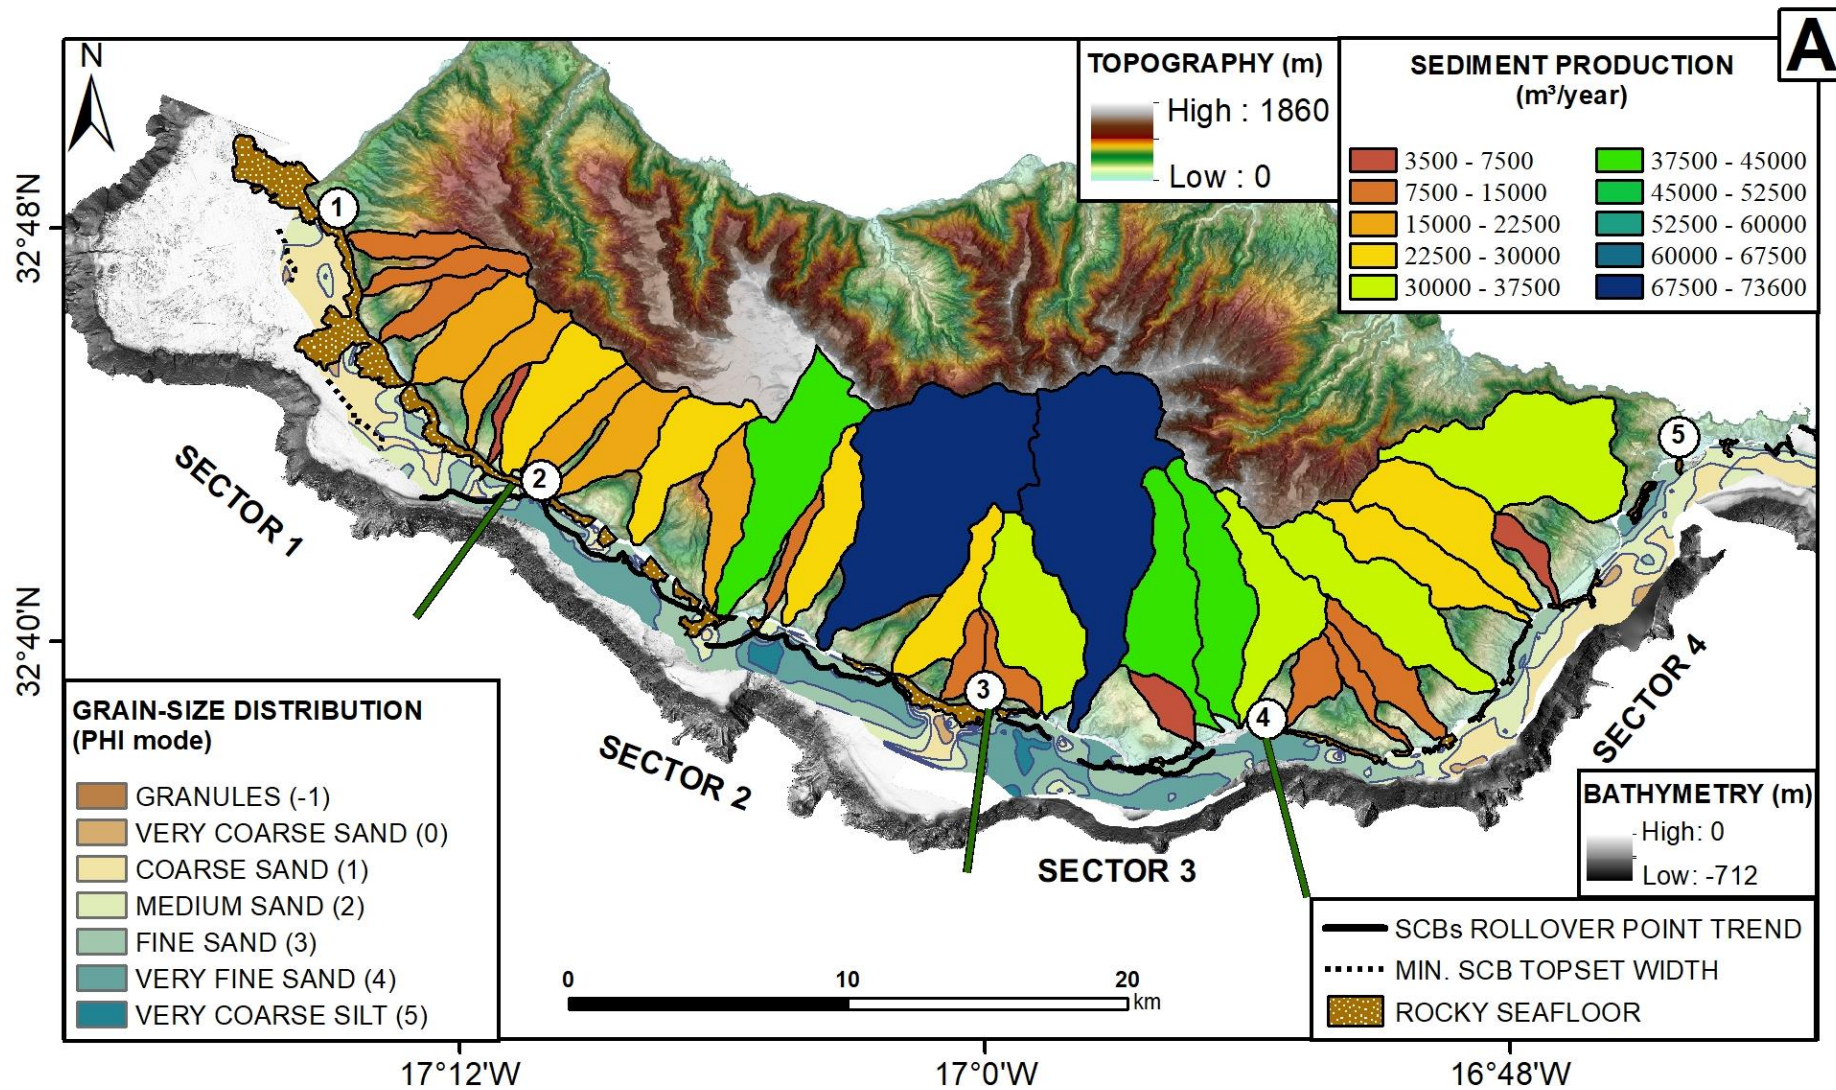 A
N
TOPOGRAPHY (m)
High : 1860
Low : 0
SEDIMENT PRODUCTION
(m³/year)
3500 - 7500
37500 - 45000
7500 - 15000
45000 - 52500
15000 - 22500
52500 - 60000
22500 - 30000
60000 - 67500
30000 - 37500
67500 - 73600
32°48'N
32°40'N
1
2
3
4
5
SECTOR 1
SECTOR 2
SECTOR 3
SECTOR 4
GRAIN-SIZE DISTRIBUTION
(PHI mode)
GRANULES (-1)
VERY COARSE SAND (0)
COARSE SAND (1)
MEDIUM SAND (2)
FINE SAND (3)
VERY FINE SAND (4)
VERY COARSE SILT (5)
0 10 20
km
BATHYMETRY (m)
High: 0
Low: -712
SCBs ROLLOVER POINT TREND
MIN. SCB TOPSET WIDTH
ROCKY SEAFLOOR
17°12'W 17°0'W 16°48'W